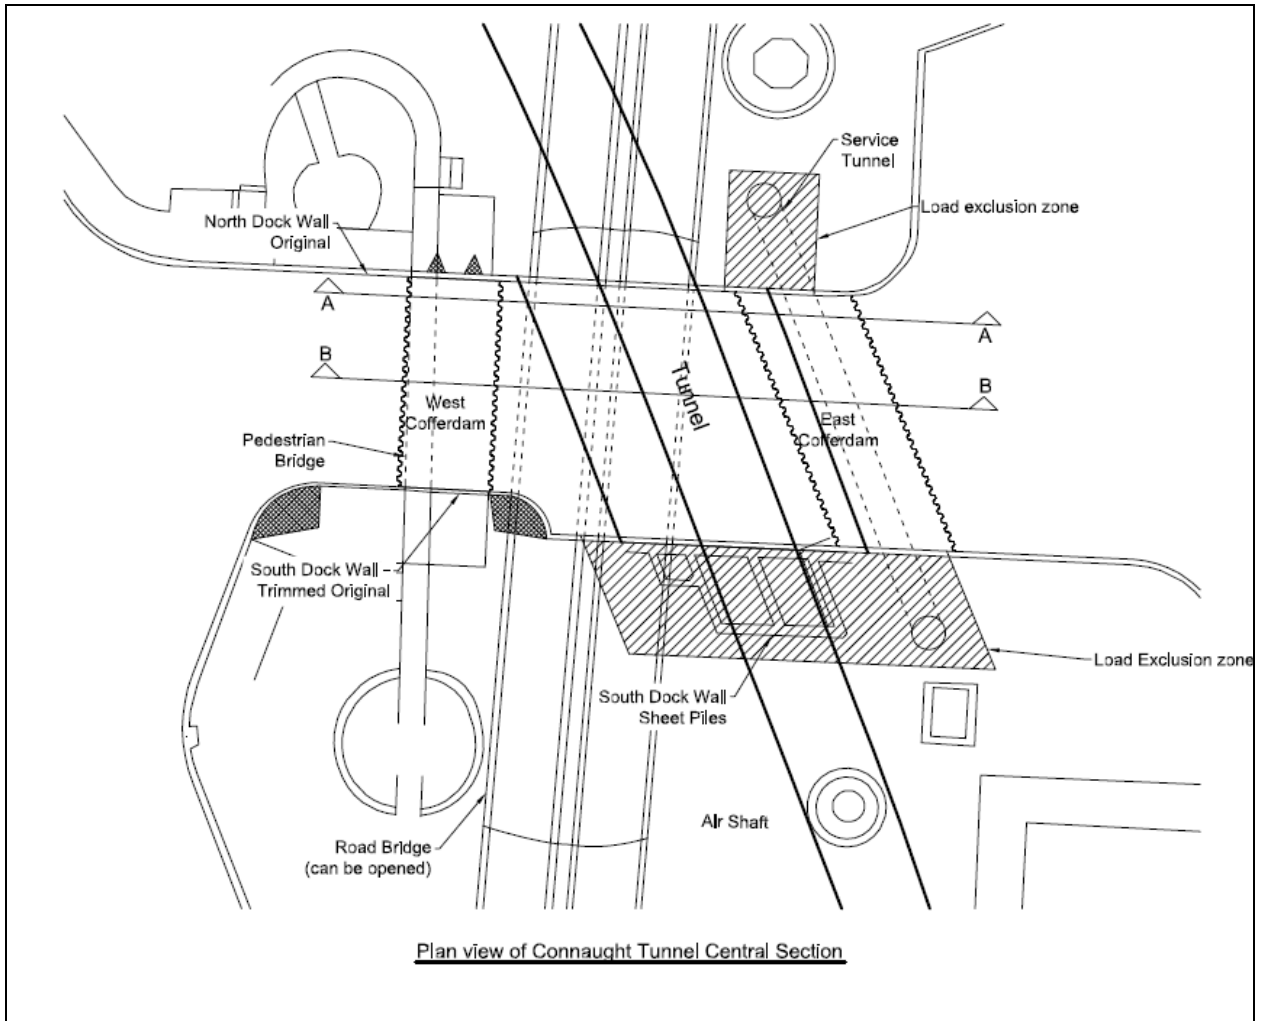 Service
Tunnel
Load exclusion zone
North Dock Wall
Original
A
A
B
B
Tunnel
West
Cofferdam
East
Cofferdam
Pedestrian
Bridge
South Dock Wall
Trimmed Original
Load Exclusion zone
South Dock Wall
Sheet Piles
Air Shaft
Road Bridge
(can be opened)
Plan view of Connaught Tunnel Central Section